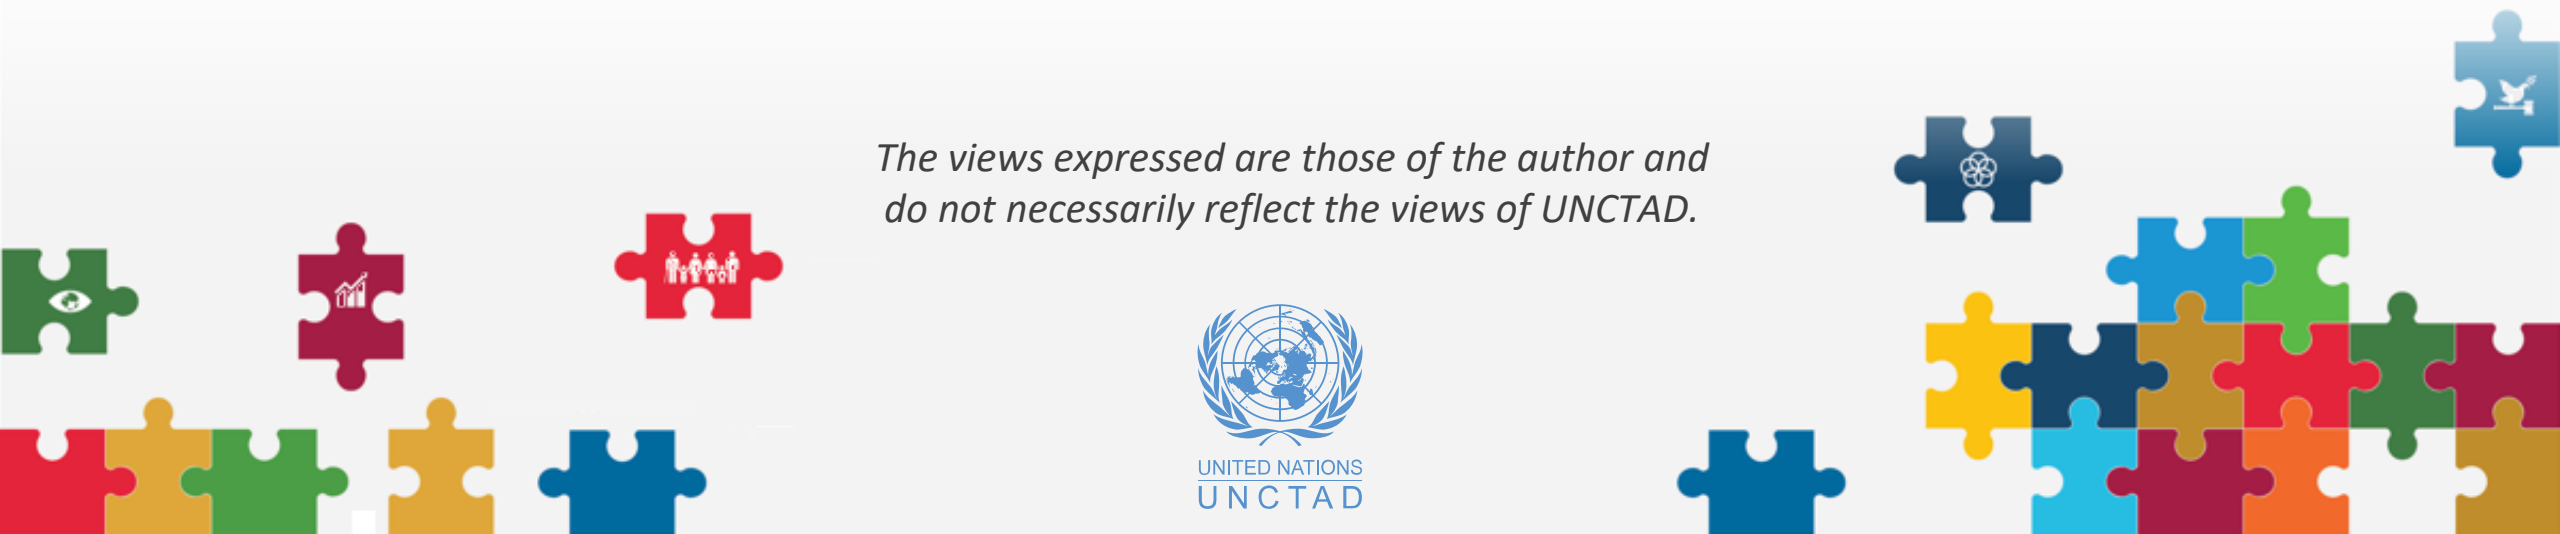 The views expressed are those of the author and
do not necessarily reflect the views of UNCTAD.
UNITED NATIONS
UNCTAD